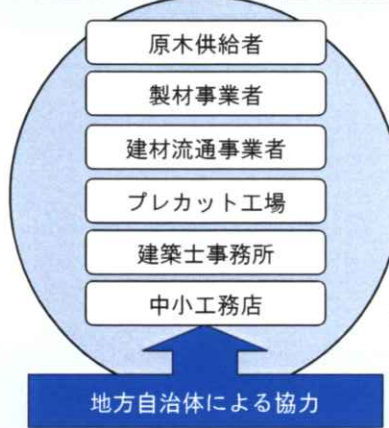 原木供給者
製材事業者
建材流通事業者
プレカット工場
建築士事務所
中小工務店
地方自治体による協力